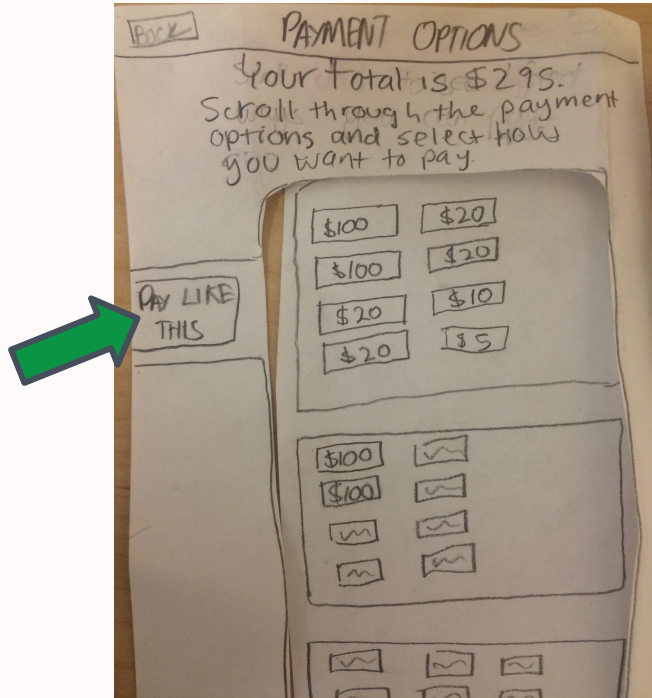 BACK
PAYMENT OPTIONS
Your total is $295.
Scroll through the payment
options and select how
you want to pay.
PAY LIKE
THIS
$100 $20
$100 $20
$20 $10
$20 $5
$100
$100